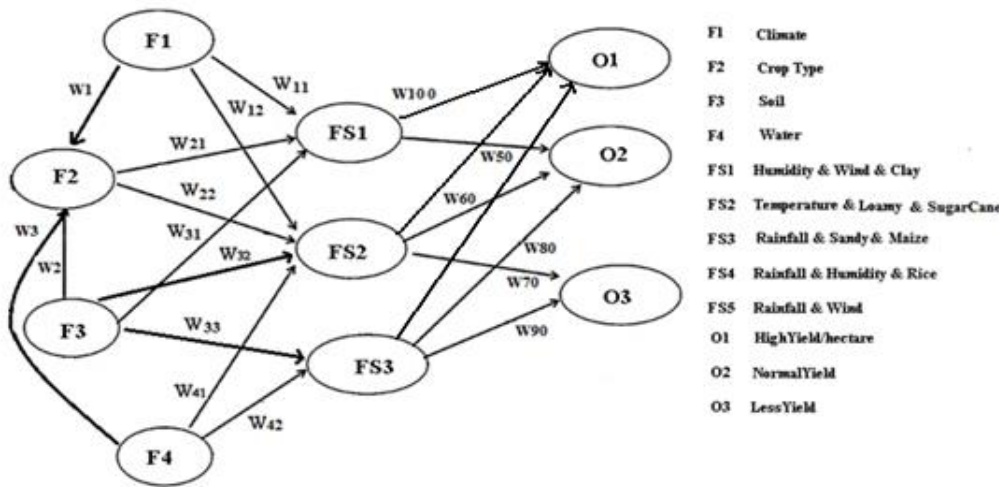 F1
W1
W11
W12
F2
W21
W22
W3
W31
W2
W32
F3
W33
W41
W42
F4
FS1
FS2
FS3
W100
W50
W60
W80
W70
W90
O1
O2
O3
F1 Climate
F2 Crop Type
F3 Soil
F4 Water
FS1 Humidity & Wind & Clay
FS2 Temperature & Loamy & SugarCane
FS3 Rainfall & Sandy & Maize
FS4 Rainfall & Humidity & Rice
FS5 Rainfall & Wind
O1 HighYield/hectare
O2 NormalYield
O3 LessYield